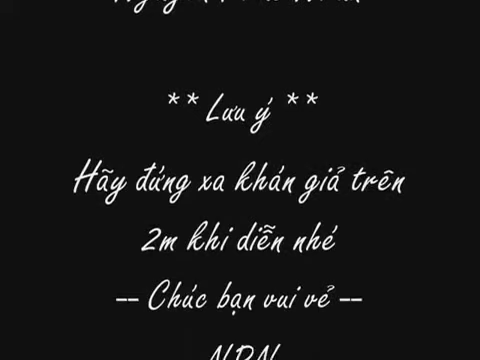 ** Lưu ý **
Hãy đứng xa khán giả trên
2m khi diễn nhé
-- Chúc bạn vui vẻ --